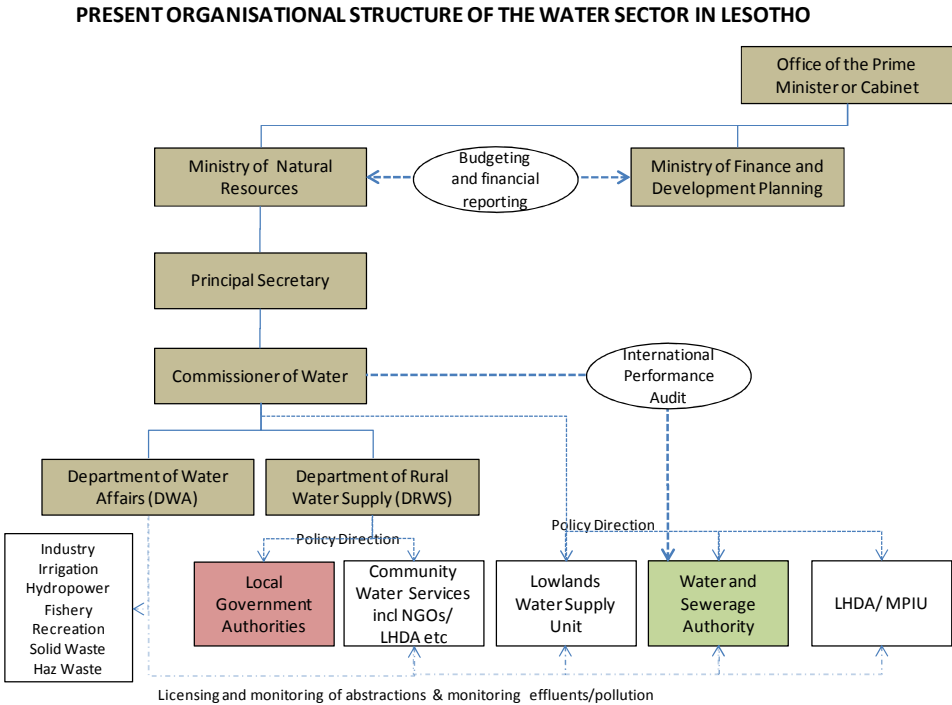 PRESENT ORGANISATIONAL STRUCTURE OF THE WATER SECTOR IN LESOTHO
Office of the Prime
Minister or Cabinet
Ministry of Natural
Resources
Budgeting
and financial
reporting
Ministry of Finance and
Development Planning
Principal Secretary
Commissioner of Water
International
Performance
Audit
Department of Water
Affairs (DWA)
Department of Rural
Water Supply (DRWS)
Policy Direction
Policy Direction
Industry
Irrigation
Hydropower
Fishery
Recreation
Solid Waste
Haz Waste
Local
Government
Authorities
Community
Water Services
incl NGOs/
LHDA etc
Lowlands
Water Supply
Unit
Water and
Sewerage
Authority
LHDA/ MPIU
Licensing and monitoring of abstractions & monitoring effluents/pollution